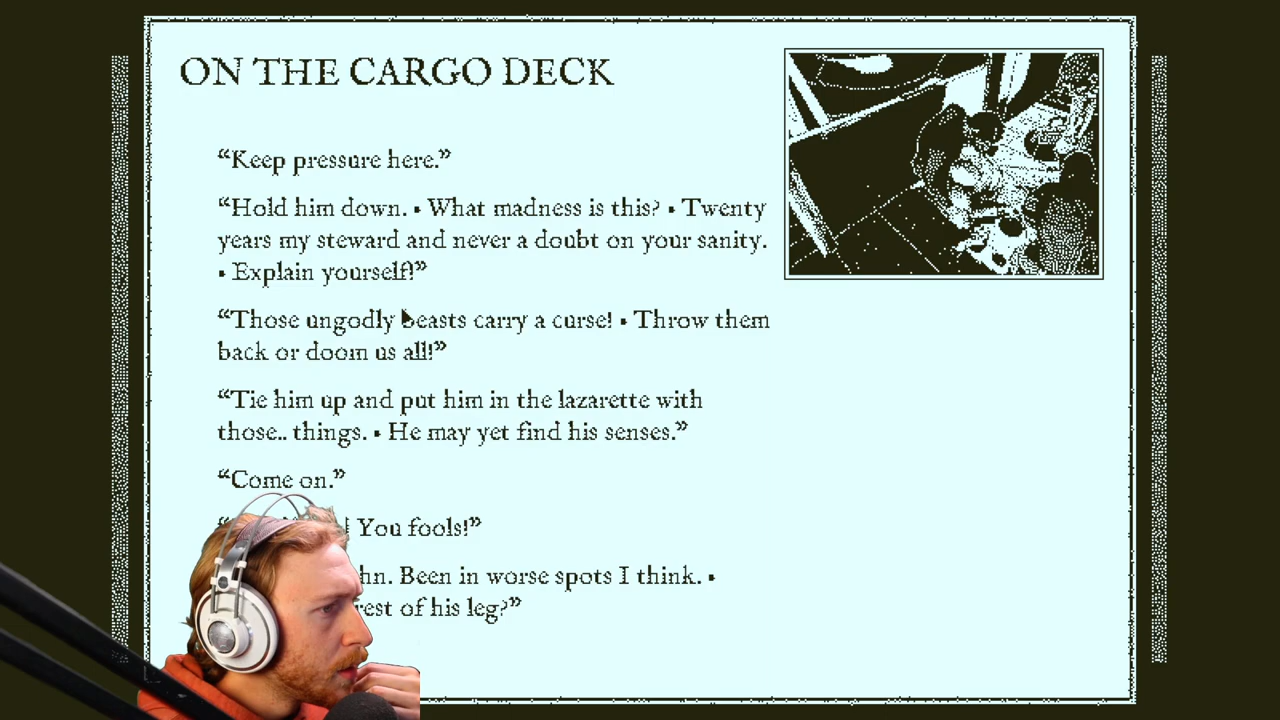 ON THE CARGO DECK
“Keep pressure here.”
“Hold him down. • What madness is this? • Twenty
years my steward and never a doubt on your sanity.
• Explain yourself!”
“Those ungodly beasts carry a curse! • Throw them
back or doom us all!”
“Tie him up and put him in the lazarette with
those.. things. • He may yet find his senses.”
“Come on.”
You fools!”
Been in worse spots I think. •
of his leg?”